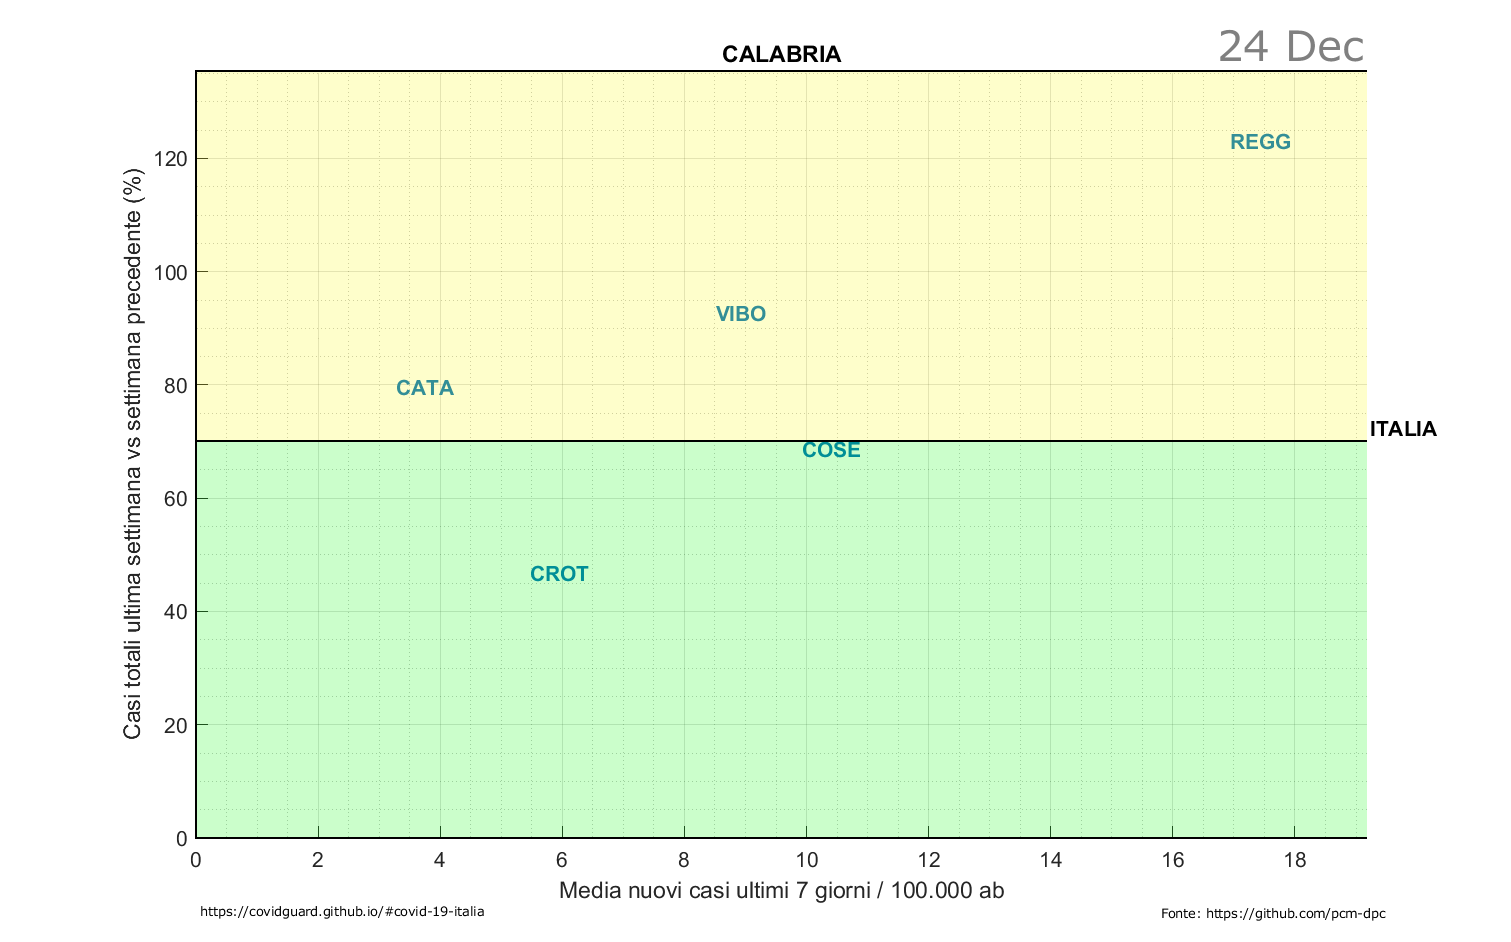 CALABRIA
24 Dec
Casi totali ultima settimana vs settimana precedente (%)
120
100
80
60
40
20
0
REGG
VIBO
CATA
ITALIA
COSE
CROT
0 2 4 6 8 10 12 14 16 18
Media nuovi casi ultimi 7 giorni / 100.000 ab
https://covidguard.github.io/#covid-19-italia
Fonte: https://github.com/pcm-dpc